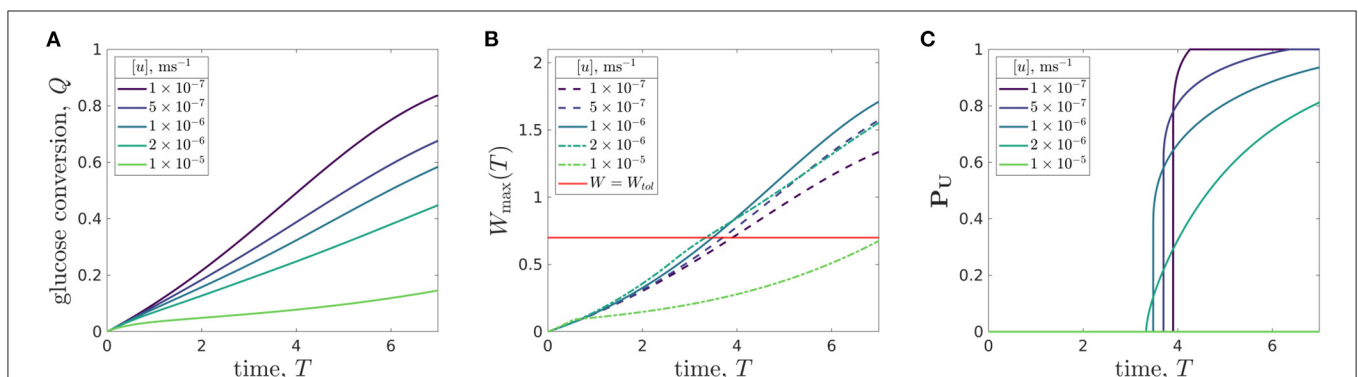 A
glucose conversion, Q
1
0.8
0.6
0.4
0.2
0
0 2 4 6
time, T
[u], ms⁻¹
1 × 10⁻⁷
5 × 10⁻⁷
1 × 10⁻⁶
2 × 10⁻⁶
1 × 10⁻⁵
B
W_max(T)
2
1.5
1
0.5
0
0 2 4 6
time, T
[u], ms⁻¹
1 × 10⁻⁷
5 × 10⁻⁷
1 × 10⁻⁶
2 × 10⁻⁶
1 × 10⁻⁵
W = W_tol
C
P_U
1
0.8
0.6
0.4
0.2
0
0 2 4 6
time, T
[u], ms⁻¹
1 × 10⁻⁷
5 × 10⁻⁷
1 × 10⁻⁶
2 × 10⁻⁶
1 × 10⁻⁵